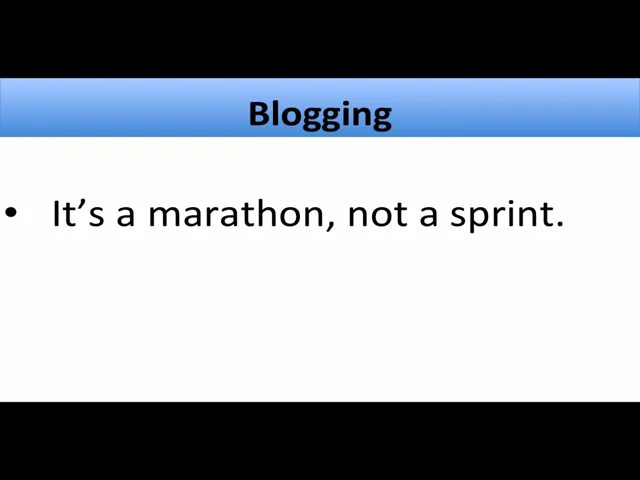 Blogging
• It’s a marathon, not a sprint.